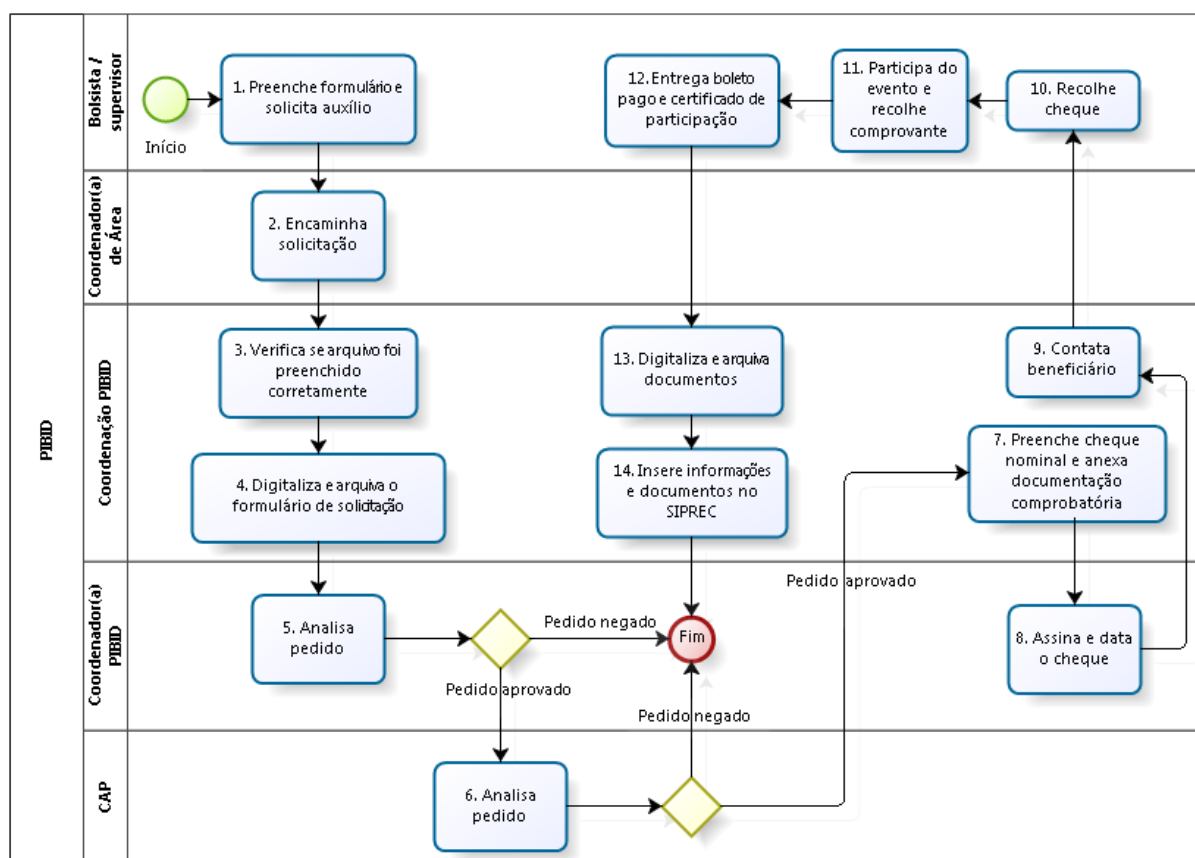 PIBID
Bolsista /
supervisor
Início
1. Preenche formulário e
solicita auxílio
12. Entrega boleto
pago e certificado de
participação
11. Participa do
evento e
recolhe
comprovante
10. Recolhe
cheque
Coordenador(a)
de Área
2. Encaminha
solicitação
Coordenação PIBID
3. Verifica se arquivo foi
preenchido
corretamente
13. Digitaliza e arquiva
documentos
9. Contata
beneficiário
4. Digitaliza e arquiva o
formulário de solicitação
14. Insere informações
e documentos no
SIPREC
7. Preenche cheque
nominal e anexa
documentação
comprobatória
Coordenador(a)
PIBID
5. Analisa
pedido
Pedido negado
Pedido aprovado
Fim
Pedido negado
Pedido aprovado
8. Assina e data
o cheque
CAP
6. Analisa
pedido